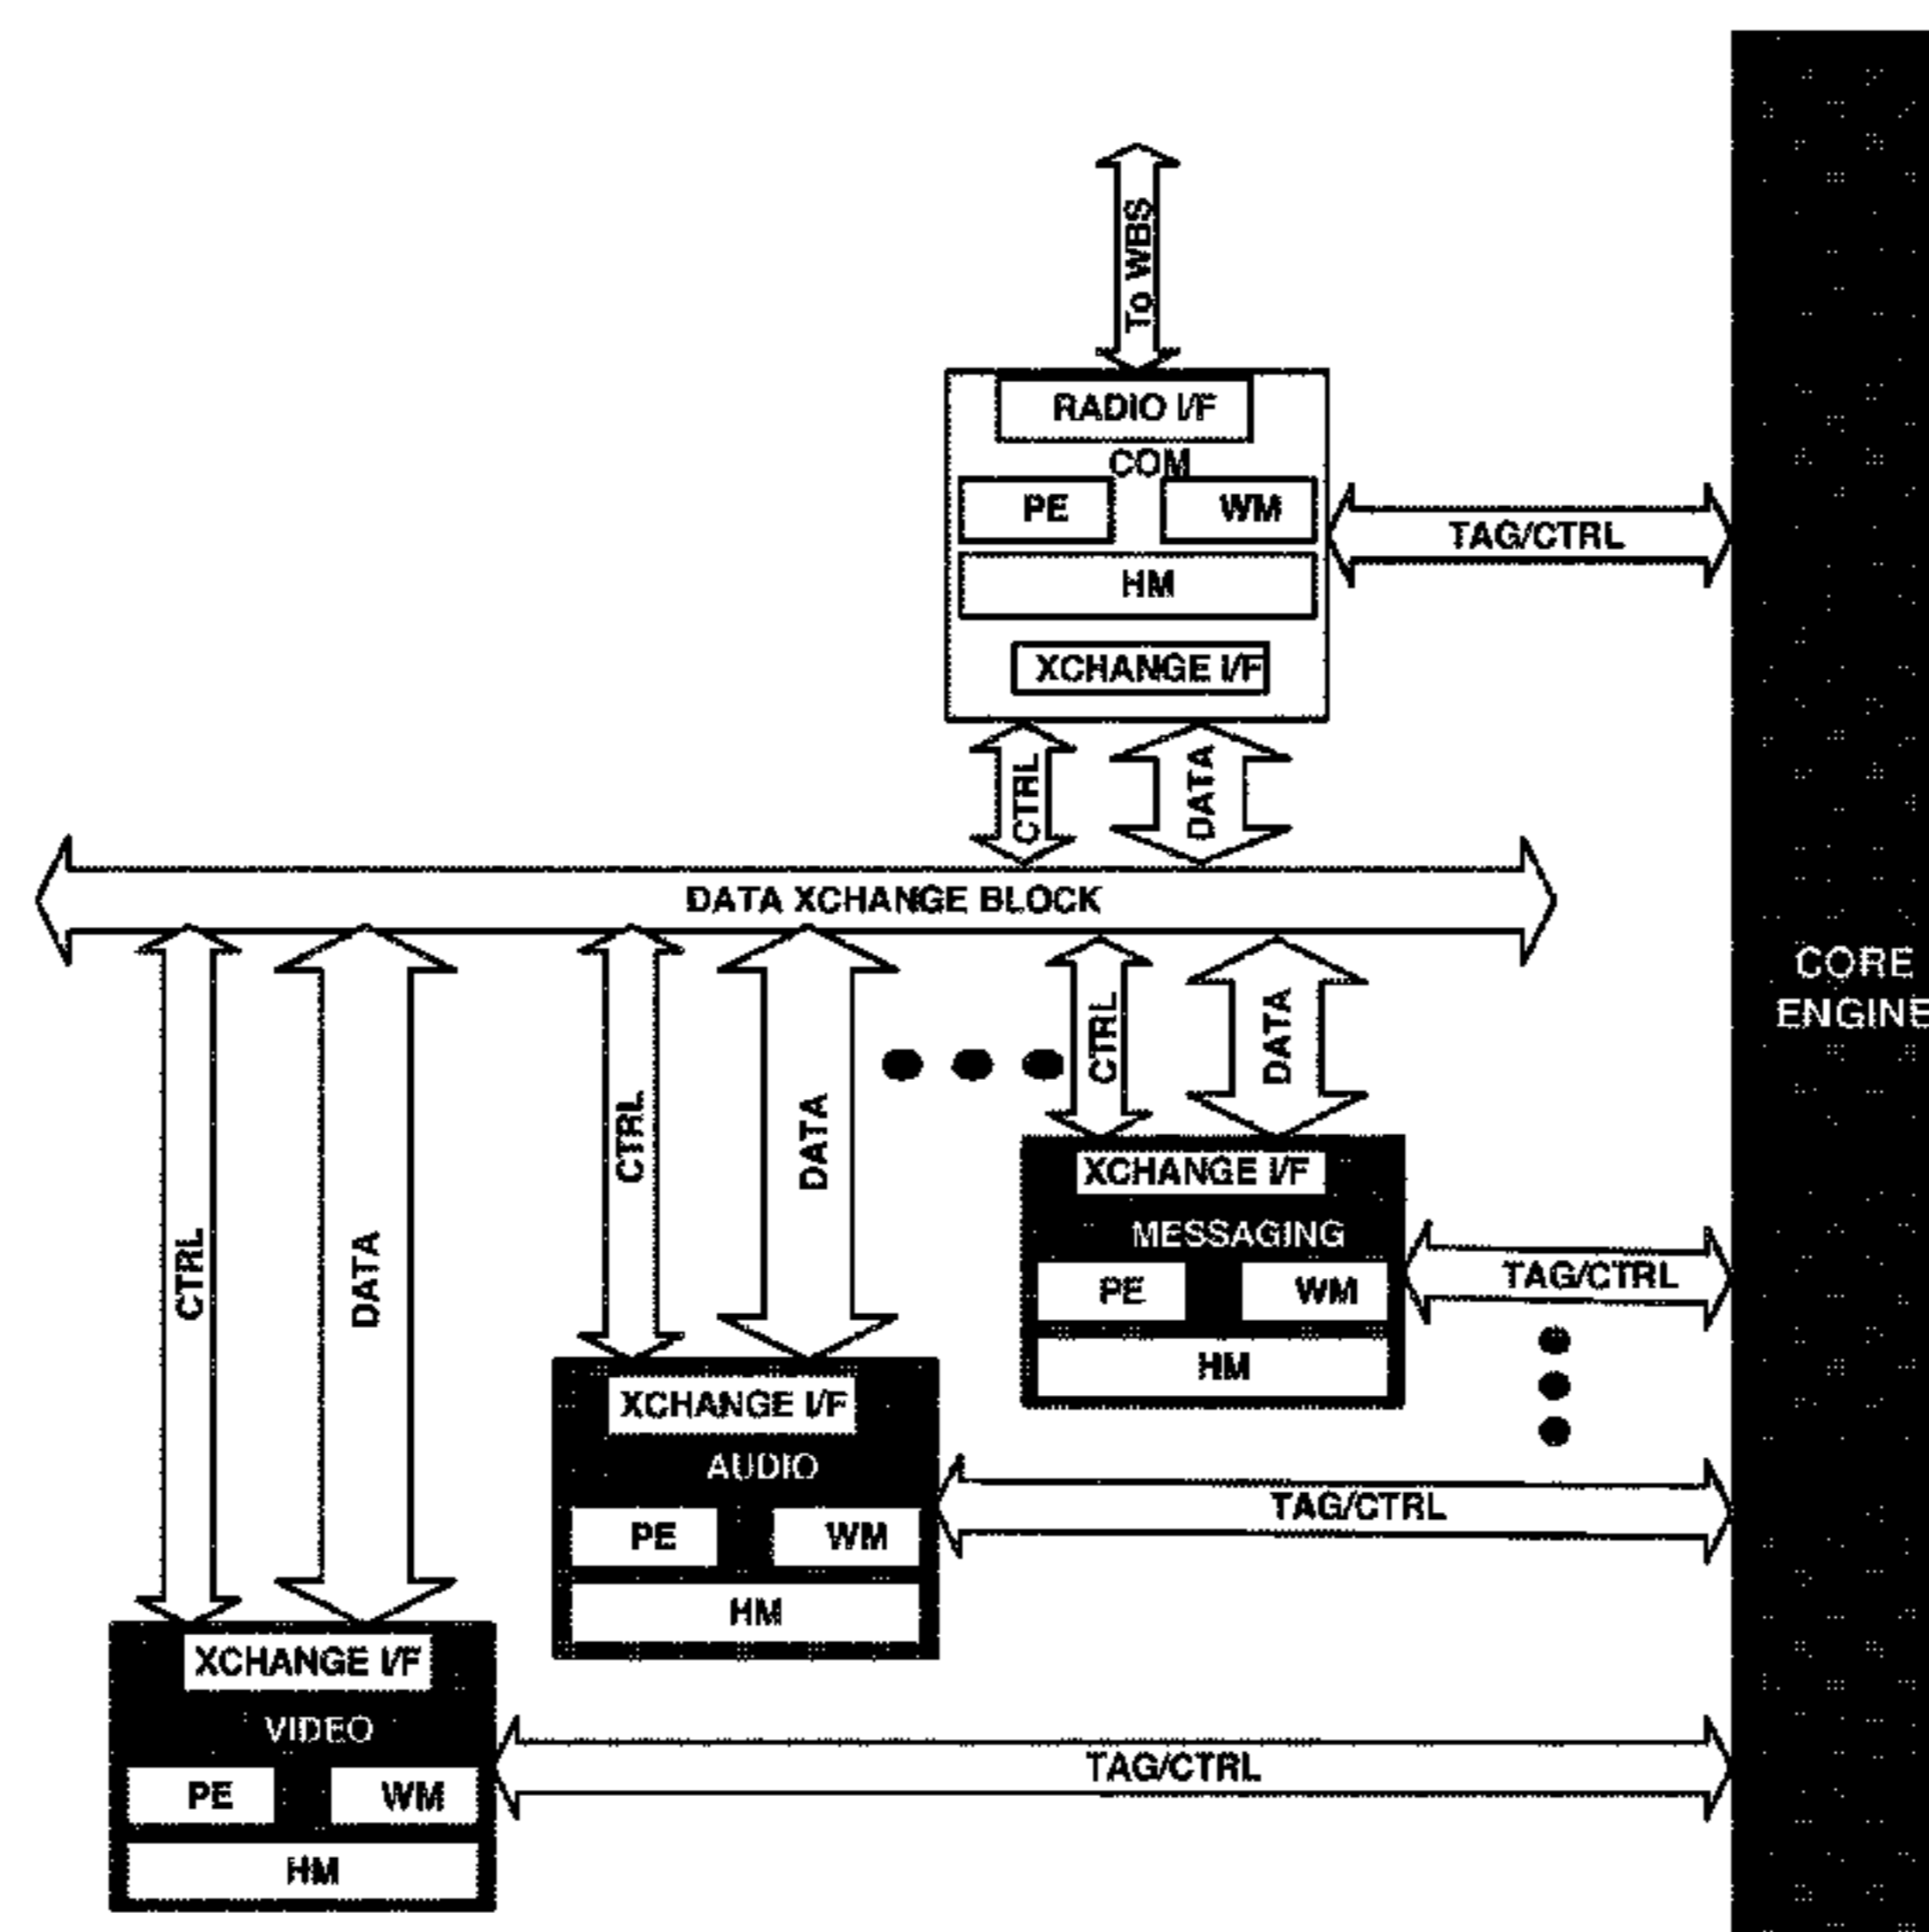 To WBS
RADIO I/F
COM
PE
WM
HM
XCHANGE I/F
TAG/CTRL
CTRL
DATA
DATA XCHANGE BLOCK
CORE
ENGINE
CTRL
DATA
CTRL
DATA
CTRL
DATA
XCHANGE I/F
MESSAGING
PE
WM
HM
TAG/CTRL
XCHANGE I/F
AUDIO
PE
WM
HM
TAG/CTRL
XCHANGE I/F
VIDEO
PE
WM
HM
TAG/CTRL